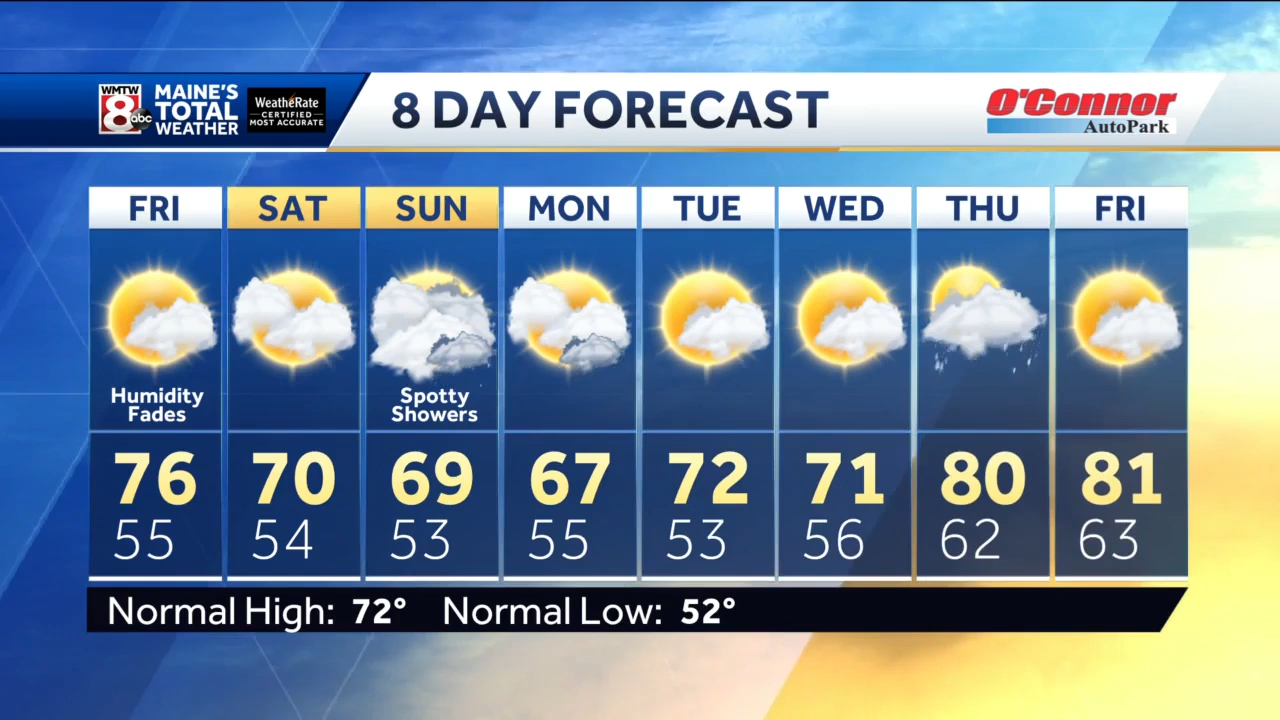 WMTW
8 abc
MAINE'S
TOTAL
WEATHER
WeatheRate
CERTIFIED
MOST ACCURATE
8 DAY FORECAST
O'Connor
AutoPark
FRI SAT SUN MON TUE WED THU FRI
Humidity
Fades
Spotty
Showers
76 70 69 67 72 71 80 81
55 54 53 55 53 56 62 63
Normal High: 72° Normal Low: 52°